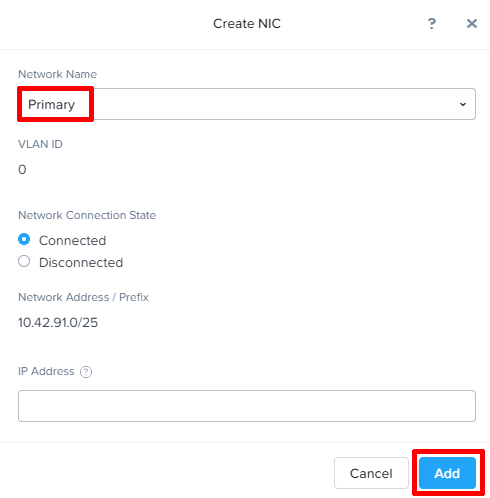 Create NIC ? ×
Network Name
Primary
VLAN ID
0
Network Connection State
Connected
Disconnected
Network Address / Prefix
10.42.91.0/25
IP Address ?
Cancel Add